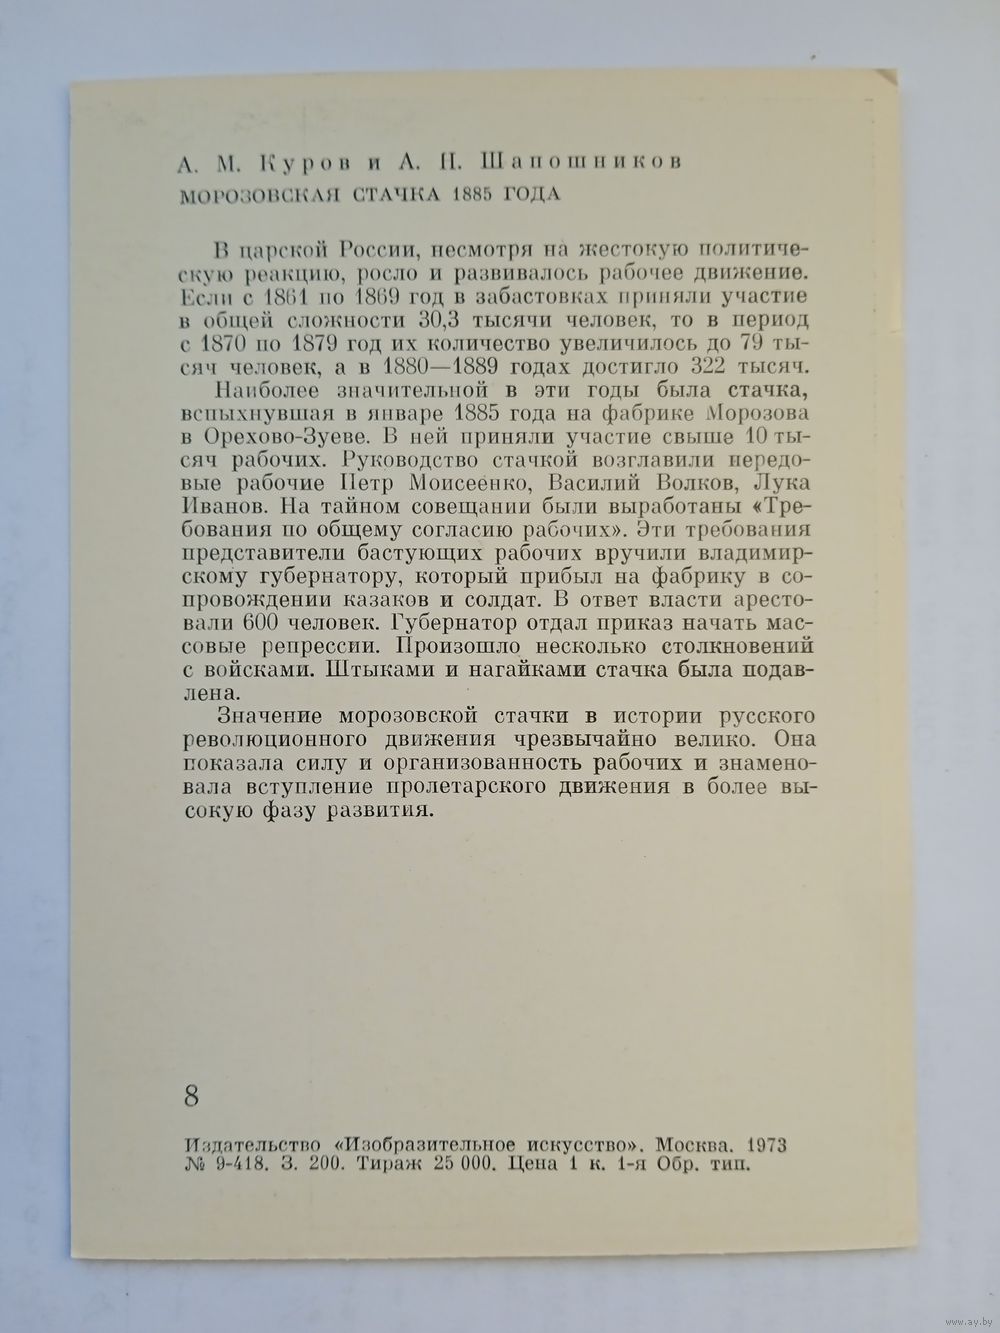 А. М. Куров и А. П. Шапошников
МОРОЗОВСКАЯ СТАЧКА 1885 ГОДА
В царской России, несмотря на жестокую политиче-
скую реакцию, росло и развивалось рабочее движение.
Если с 1861 по 1869 год в забастовках приняли участие
в общей сложности 30,3 тысячи человек, то в период
с 1870 по 1879 год их количество увеличилось до 79 ты-
сяч человек, а в 1880—1889 годах достигло 322 тысяч.
Наиболее значительной в эти годы была стачка,
вспыхнувшая в январе 1885 года на фабрике Морозова
в Орехово-Зуеве. В ней приняли участие свыше 10 ты-
сяч рабочих. Руководство стачкой возглавили передо-
вые рабочие Петр Моисеенко, Василий Волков, Лука
Иванов. На тайном совещании были выработаны «Тре-
бования по общему согласию рабочих». Эти требования
представители бастующих рабочих вручили владимир-
скому губернатору, который прибыл на фабрику в со-
провождении казаков и солдат. В ответ власти аресто-
вали 600 человек. Губернатор отдал приказ начать мас-
совые репрессии. Произошло несколько столкновений
с войсками. Штыками и нагайками стачка была подав-
лена.
Значение морозовской стачки в истории русского
революционного движения чрезвычайно велико. Она
показала силу и организованность рабочих и знамено-
вала вступление пролетарского движения в более вы-
сокую фазу развития.
8
Издательство «Изобразительное искусство». Москва. 1973
№ 9-418. З. 200. Тираж 25 000. Цена 1 к. 1-я Обр. тип.
www.ay.by